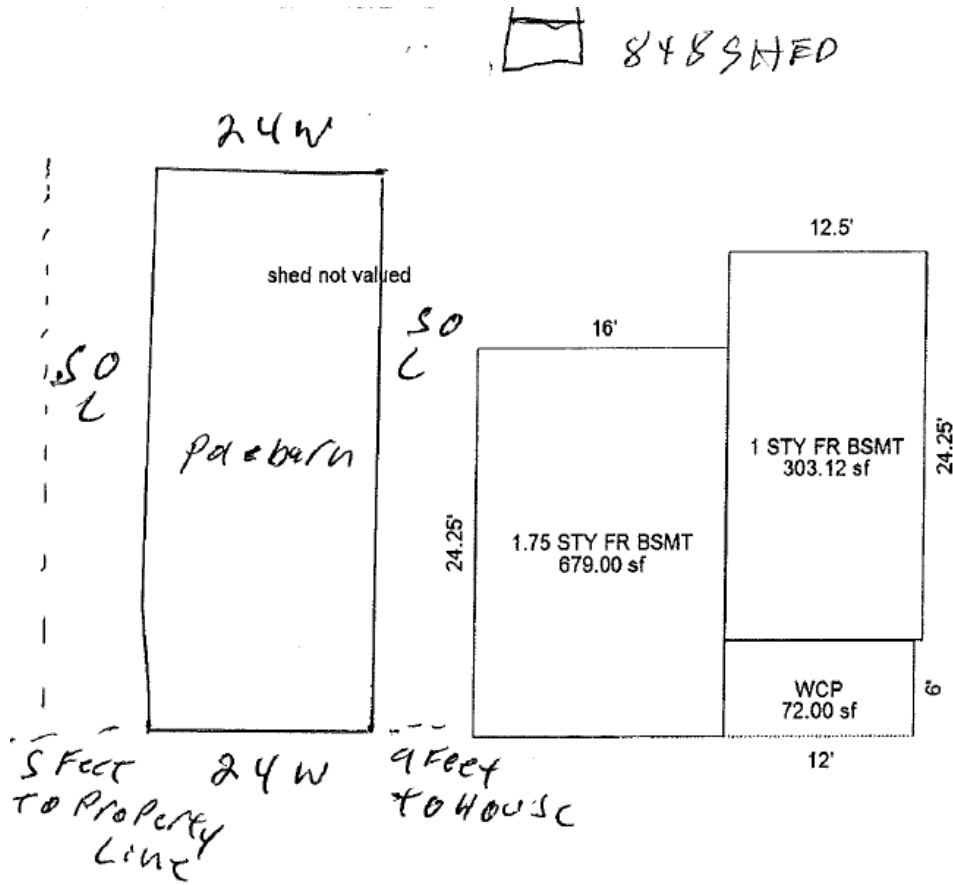 8X8 SHED
24W
12.5'
shed not valued
50
L
16'
50
L
Polebarn
1 STY FR BSMT
303.12 sf
24.25'
24.25'
1.75 STY FR BSMT
679.00 sf
WCP
72.00 sf
6'
5 Feet
To Property
Line
24W
9 Feet
to House
12'